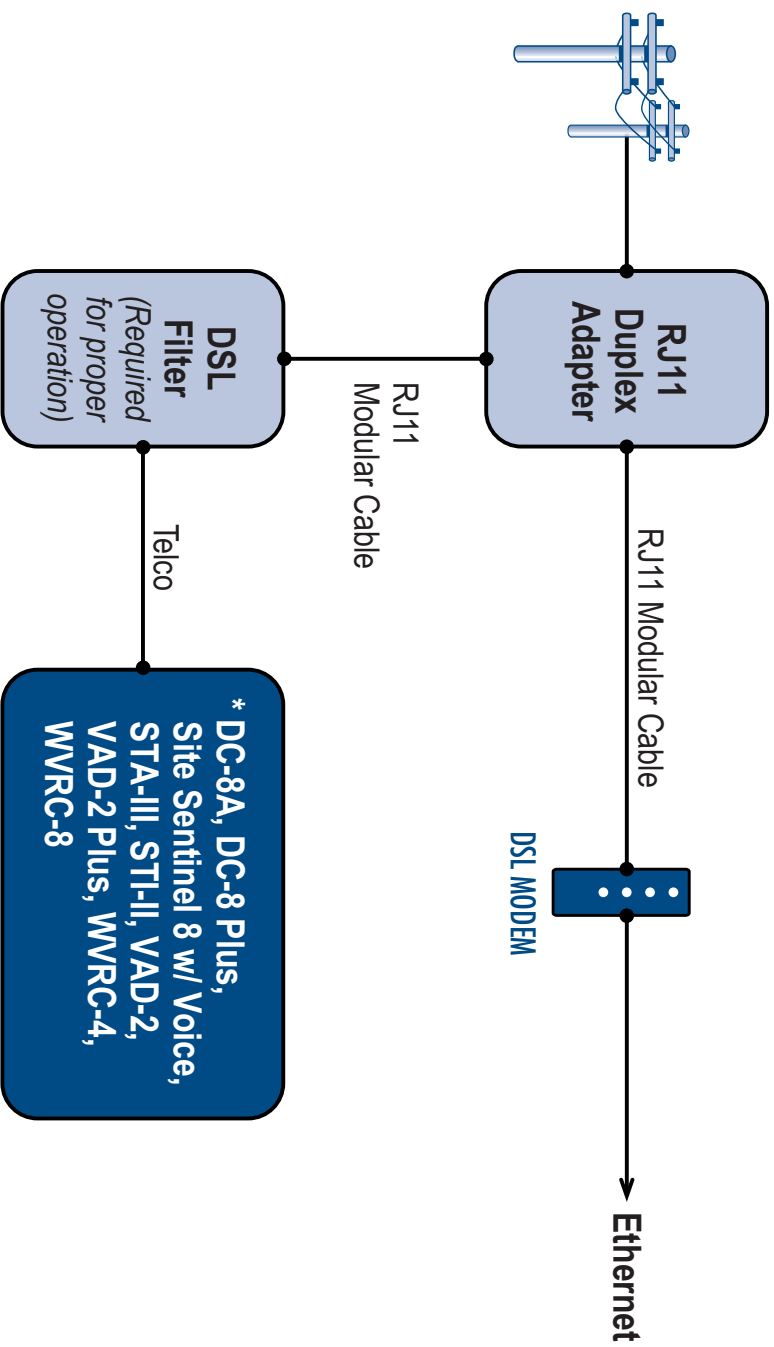 RJ11
Duplex
Adapter
RJ11 Modular Cable
DSL MODEM
Ethernet
RJ11
Modular Cable
DSL
Filter
(Required
for proper
operation)
Telco
* DC-8A, DC-8 Plus,
Site Sentinel 8 w/ Voice,
STA-III, STI-II, VAD-2,
VAD-2 Plus, WVRC-4,
WVRC-8